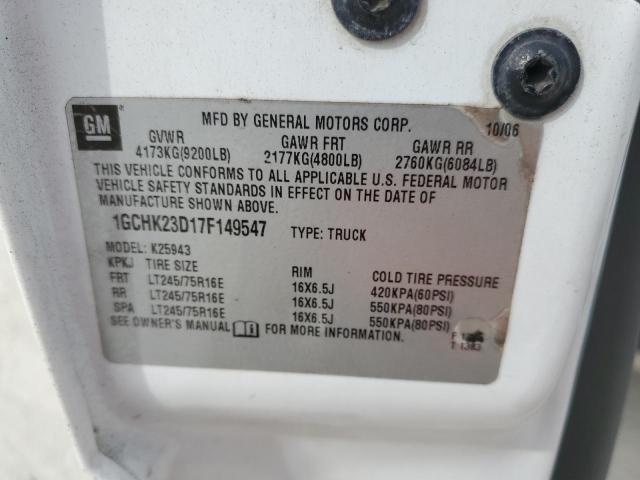 GM
MFD BY GENERAL MOTORS CORP. 10/06
GVWR GAWR FRT GAWR RR
4173KG(9200LB) 2177KG(4800LB) 2760KG(6084LB)
THIS VEHICLE CONFORMS TO ALL APPLICABLE U.S. FEDERAL MOTOR
VEHICLE SAFETY STANDARDS IN EFFECT ON THE DATE OF
MANUFACTURE SHOWN ABOVE.
1GCHK23D17F149547 TYPE: TRUCK
MODEL: K25943
KPKJ TIRE SIZE RIM COLD TIRE PRESSURE
FRT LT245/75R16E 16X6.5J 420KPA(60PSI)
RR LT245/75R16E 16X6.5J 550KPA(80PSI)
SPA LT245/75R16E 16X6.5J 550KPA(80PSI)
SEE OWNER'S MANUAL FOR MORE INFORMATION.